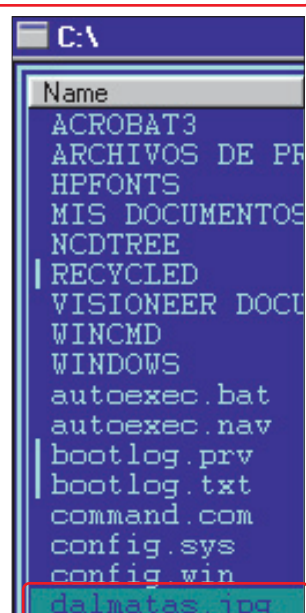 C:\
Name
ACROBAT3
ARCHIVOS DE PR
HPFONTS
MIS DOCUMENTOS
NCDTREE
RECYCLED
VISIONEER DOCU
WINCMD
WINDOWS
autoexec.bat
autoexec.nav
bootlog.prv
bootlog.txt
command.com
config.sys
config.win
dalmatas.jpg